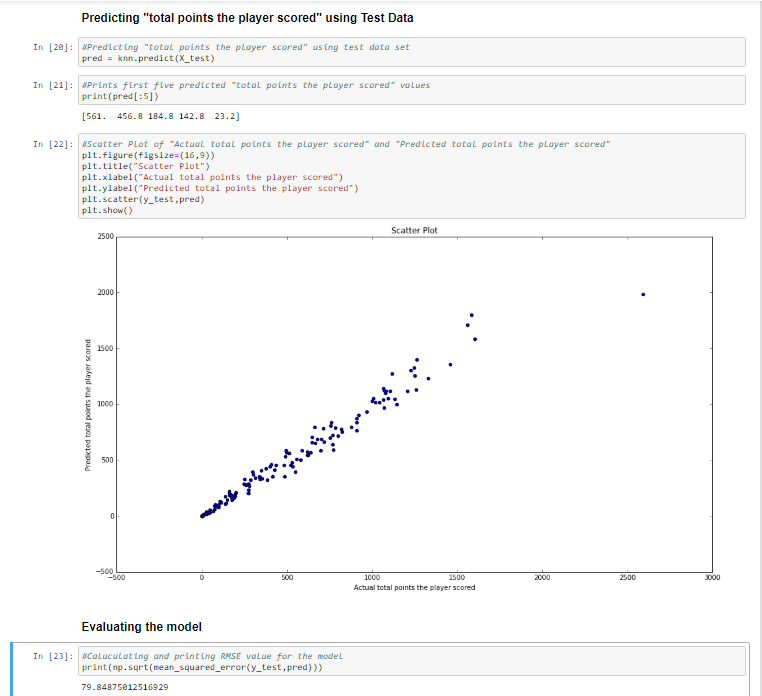 Predicting "total points the player scored" using Test Data
In [20]: #Predicting "total points the player scored" using test data set
pred = knn.predict(X_test)
In [21]: #Prints first five predicted "total points the player scored" values
print(pred[:5])
[561.  456.8 184.8 142.8  23.2]
In [22]: #Scatter Plot of "Actual total points the player scored" and "Predicted total points the player scored"
plt.figure(figsize=(16,9))
plt.title("Scatter Plot")
plt.xlabel("Actual total points the player scored")
plt.ylabel("Predicted total points the player scored")
plt.scatter(y_test,pred)
plt.show()
Scatter Plot
2500
2000
1500
1000
500
0
−500
Predicted total points the player scored
−500 0 500 1000 1500 2000 2500 3000
Actual total points the player scored
Evaluating the model
In [23]: #Caluculating and printing RMSE value for the model
print(np.sqrt(mean_squared_error(y_test,pred)))
79.84875012516929